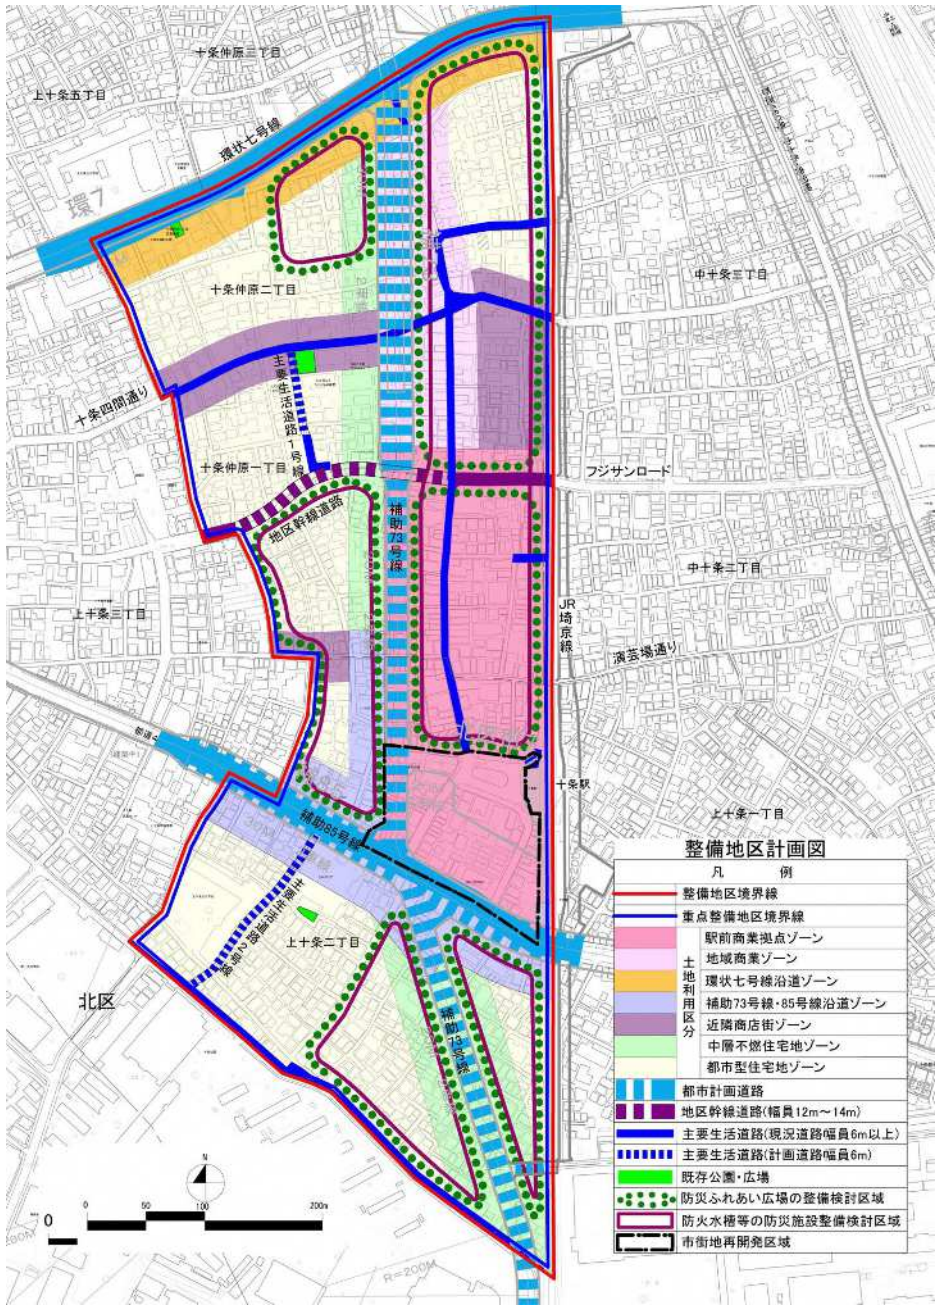 十条仲原三丁目
上十条五丁目
環状七号線
環7
十条仲原二丁目
中十条三丁目
主要生活道路1号線
十条四間通り
十条仲原一丁目
フジサンロード
地区幹線道路
補助73号線
中十条二丁目
上十条三丁目
JR埼京線
演芸場通り
十条駅
上十条一丁目
補助85号線
30M
主要生活道路2号線
上十条二丁目
補助73号線
北区
N
0 50 100 200m
0
R=200M
整備地区計画図
凡 例
整備地区境界線
重点整備地区境界線
土地利用区分
駅前商業拠点ゾーン
地域商業ゾーン
環状七号線沿道ゾーン
補助73号線・85号線沿道ゾーン
近隣商店街ゾーン
中層不燃住宅地ゾーン
都市型住宅地ゾーン
都市計画道路
地区幹線道路(幅員12m～14m)
主要生活道路(現況道路幅員6m以上)
主要生活道路(計画道路幅員6m)
既存公園・広場
防災ふれあい広場の整備検討区域
防火水槽等の防災施設整備検討区域
市街地再開発区域